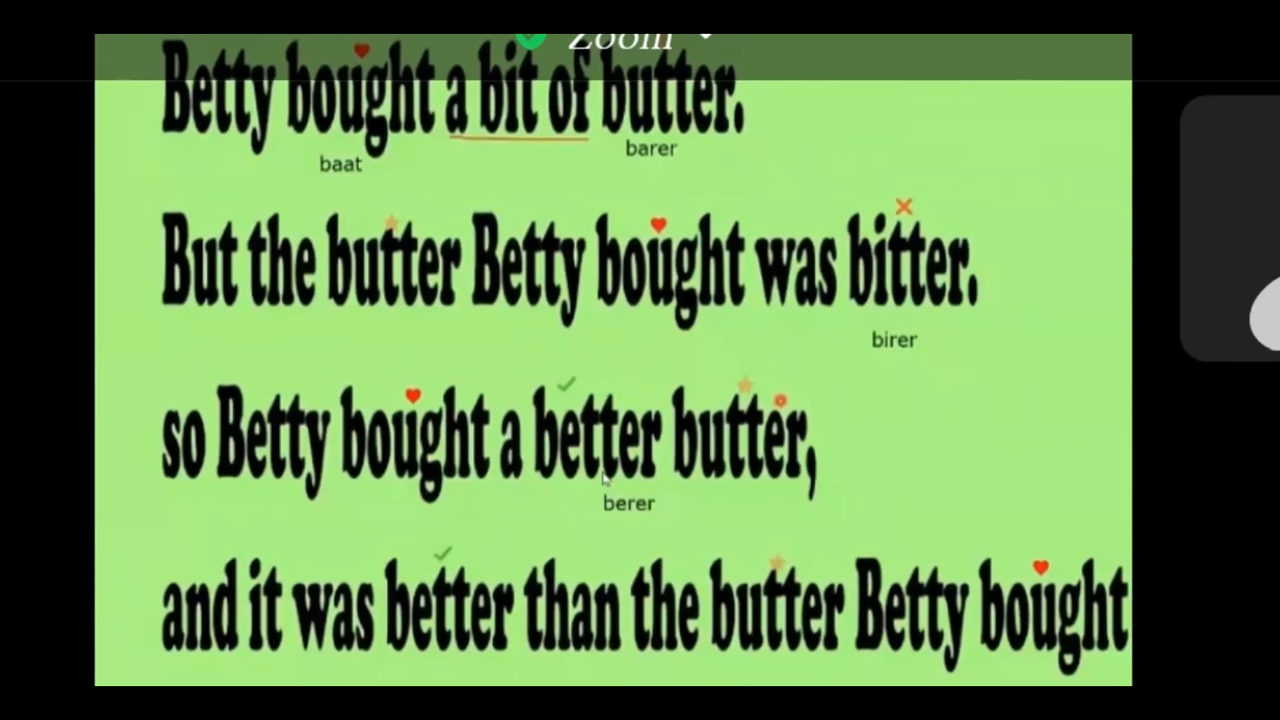 Zoom
Betty bought a bit of butter.
baat barer
But the butter Betty bought was bitter.
birer
so Betty bought a better butter,
berer
and it was better than the butter Betty bought